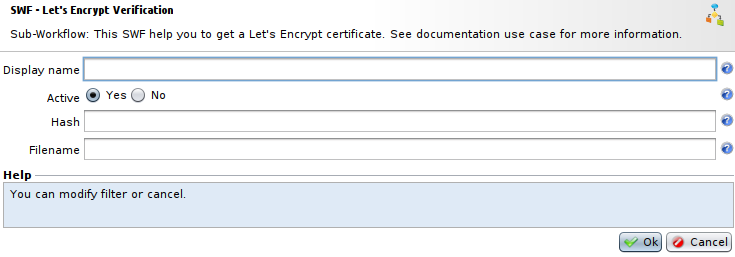 SWF - Let's Encrypt Verification
Sub-Workflow: This SWF help you to get a Let's Encrypt certificate. See documentation use case for more information.
Display name
Active Yes No
Hash
Filename
Help
You can modify filter or cancel.
Ok Cancel